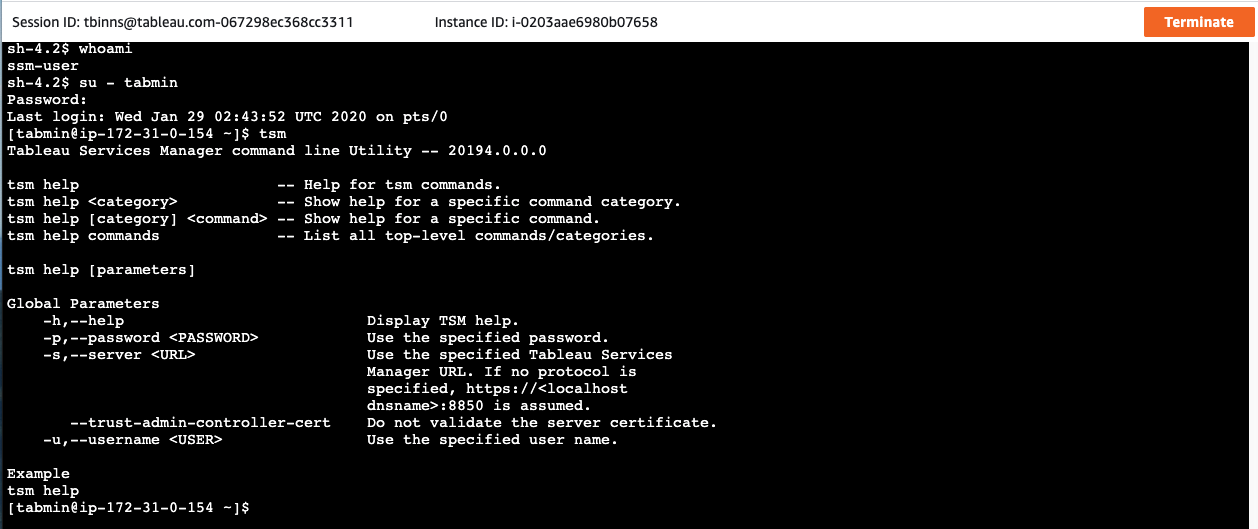 Session ID: tbinns@tableau.com-067298ec368cc3311 Instance ID: i-0203aae6980b07658 Terminate
sh-4.2$ whoami
ssm-user
sh-4.2$ su - tabmin
Password:
Last login: Wed Jan 29 02:43:52 UTC 2020 on pts/0
[tabmin@ip-172-31-0-154 ~]$ tsm
Tableau Services Manager command line Utility -- 20194.0.0.0
tsm help -- Help for tsm commands.
tsm help <category> -- Show help for a specific command category.
tsm help [category] <command> -- Show help for a specific command.
tsm help commands -- List all top-level commands/categories.
tsm help [parameters]
Global Parameters
-h,--help Display TSM help.
-p,--password <PASSWORD> Use the specified password.
-s,--server <URL> Use the specified Tableau Services
Manager URL. If no protocol is
specified, https://<localhost
dnsname>:8850 is assumed.
--trust-admin-controller-cert Do not validate the server certificate.
-u,--username <USER> Use the specified user name.
Example
tsm help
[tabmin@ip-172-31-0-154 ~]$